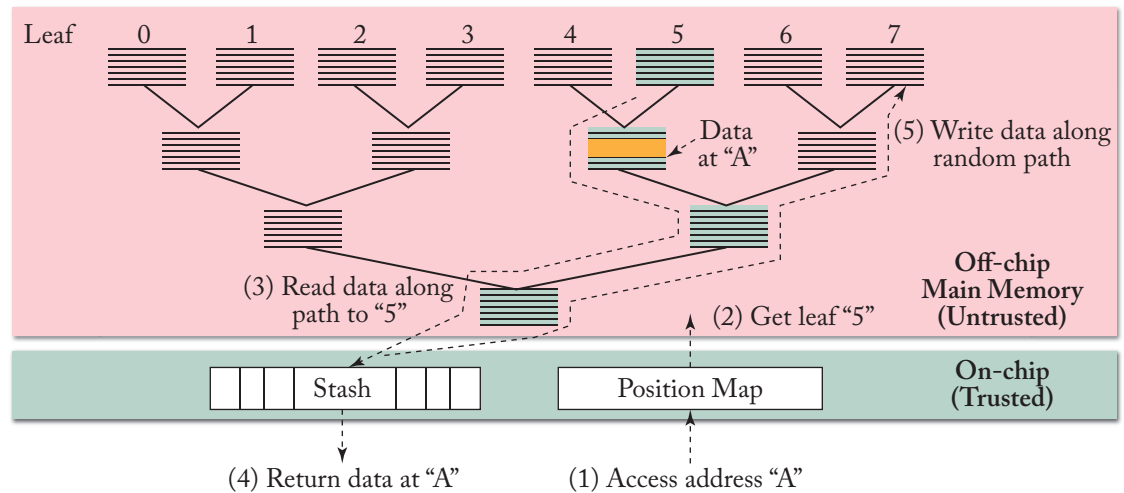 Leaf 0 1 2 3 4 5 6 7
Data
at “A”
(5) Write data along
random path
(3) Read data along
path to “5”
(2) Get leaf “5”
Off-chip
Main Memory
(Untrusted)
Stash
Position Map
On-chip
(Trusted)
(4) Return data at “A”
(1) Access address “A”